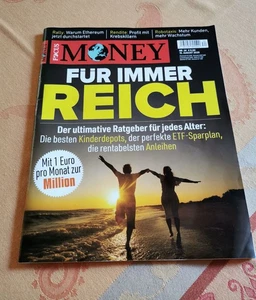 Rally: Warum Ethereum
jetzt durchstartet
Rendite: Profit mit
Krebskillern
Robotaxis: Mehr Kunden,
mehr Wachstum
FOCUS
MONEY
FÜR IMMER
REICH
Der ultimative Ratgeber für jedes Alter:
Die besten Kinderdepots, der perfekte ETF-Sparplan,
die rentabelsten Anleihen
Mit 1 Euro
pro Monat zur
Million